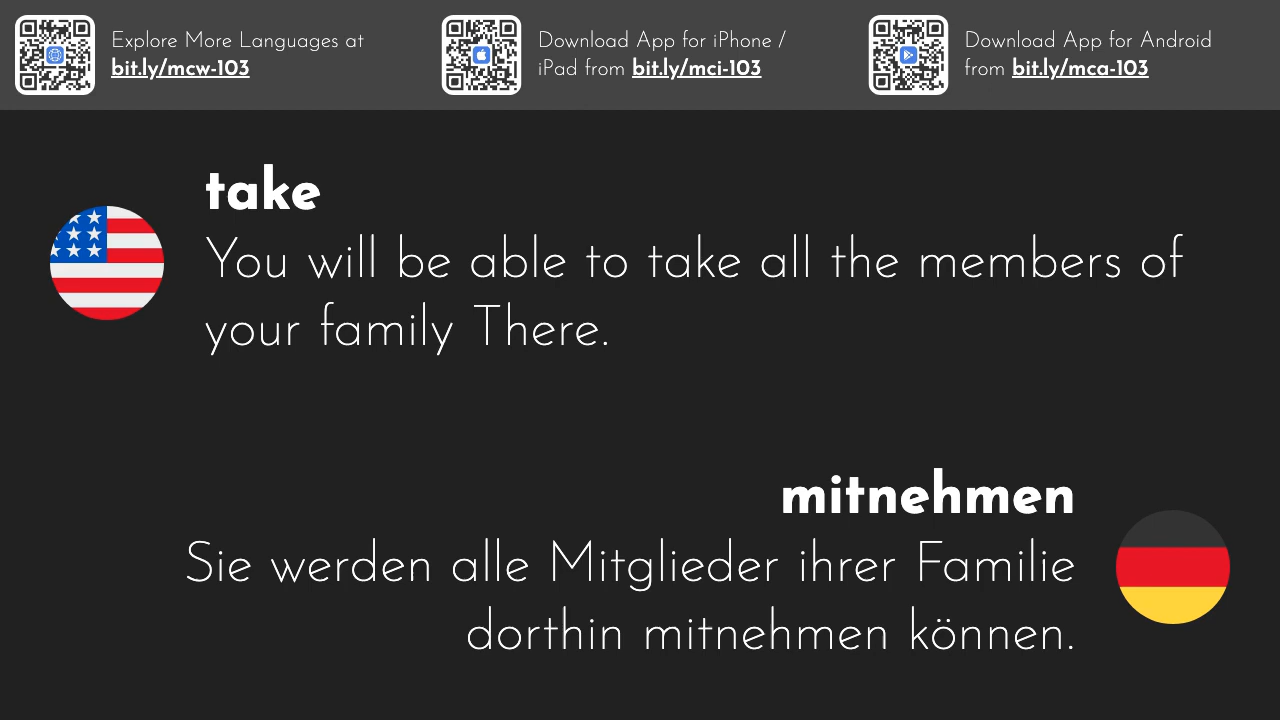 Explore More Languages at
bit.ly/mcw-103
Download App for iPhone /
iPad from bit.ly/mci-103
Download App for Android
from bit.ly/mca-103
take
You will be able to take all the members of
your family There.
mitnehmen
Sie werden alle Mitglieder ihrer Familie
dorthin mitnehmen können.